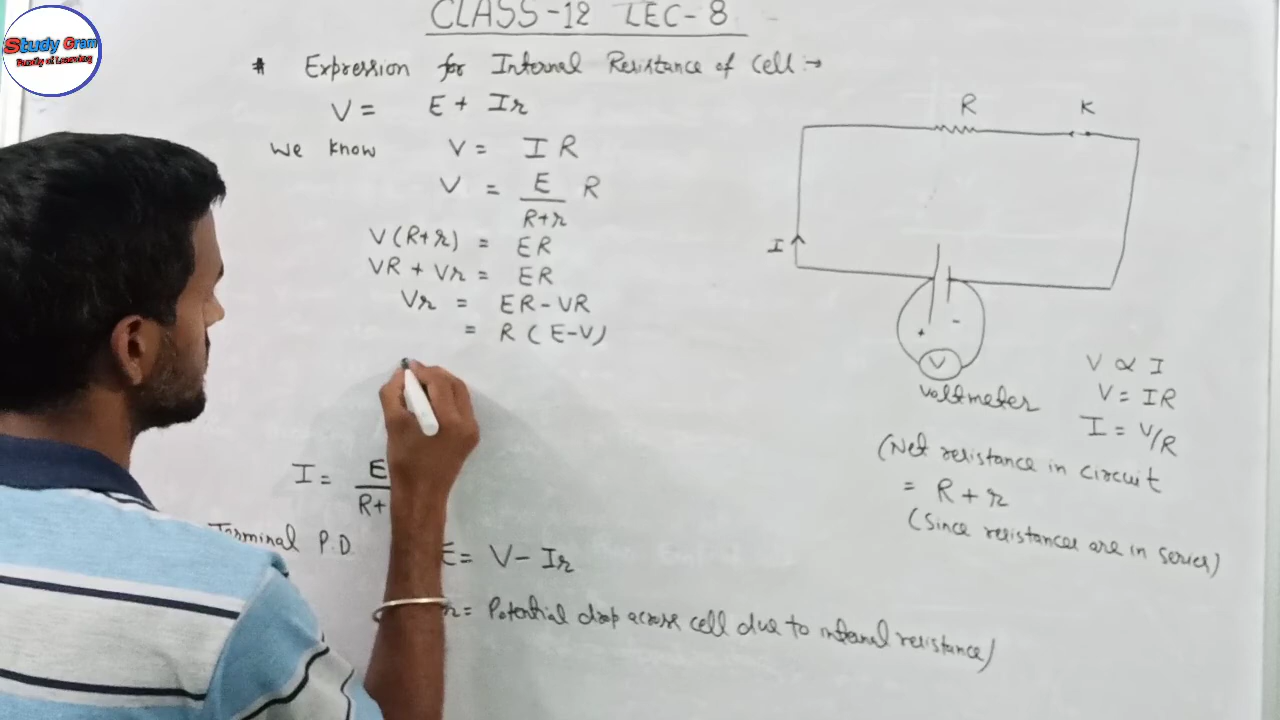 Study Gram
Family of Learning
CLASS-12 LEC-8
* Expression for Internal Resistance of Cell :→
V = E + Ir
We know V = I R
V = E/R+r R
V(R+r) = ER
VR + Vr = ER
Vr = ER - VR
= R (E-V)
I = E/R+
Terminal P.D.
E = V - Ir
r = Potential drop across cell due to internal resistance)
R K
I
+ -
V
Voltmeter
V ∝ I
V = IR
I = V/R
(Net resistance in circuit
= R + r
(Since resistances are in series)